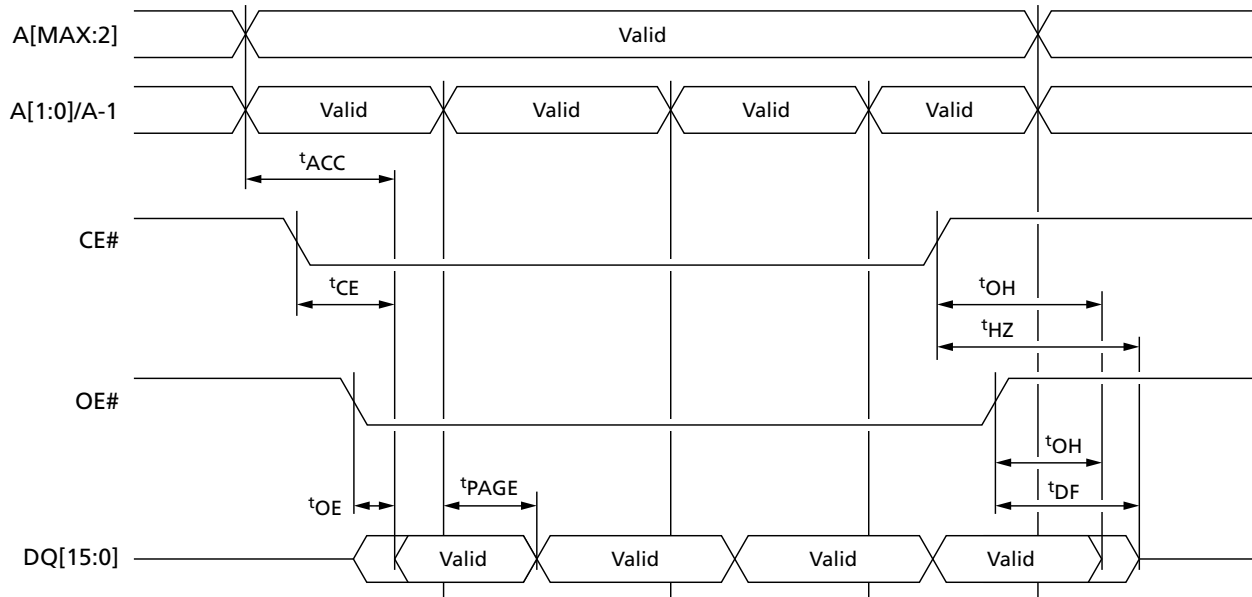 A[MAX:2] Valid
A[1:0]/A-1 Valid Valid Valid Valid
tACC
CE#
tCE tOH
tHZ
OE#
tOH
tOE tPAGE tDF
DQ[15:0] Valid Valid Valid Valid